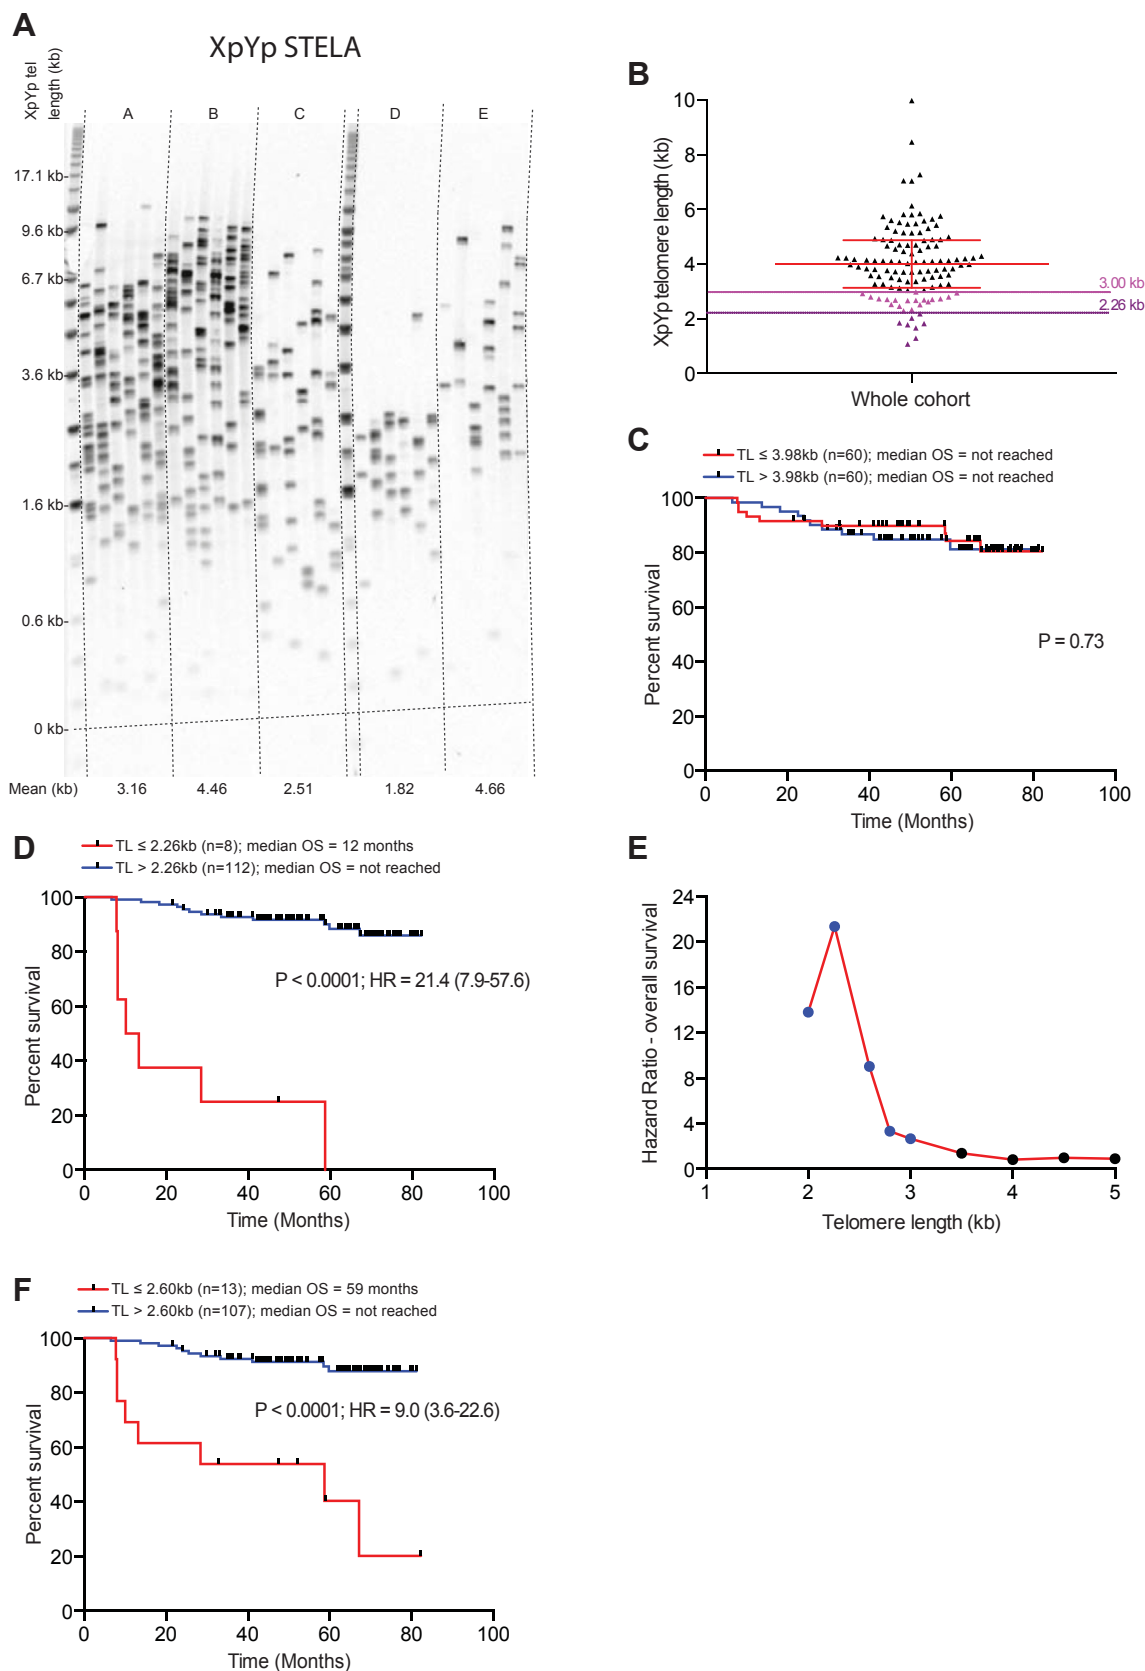 A
XpYp STELA
XpYp tel
length (kb)
A B C D E
17.1 kb-
9.6 kb-
6.7 kb-
3.6 kb-
1.6 kb-
0.6 kb-
0 kb-
Mean (kb) 3.16 4.46 2.51 1.82 4.66
B
XpYp telomere length (kb)
10
8
6
4
2
0
3.00 kb
2.26 kb
Whole cohort
C
TL ≤ 3.98kb (n=60); median OS = not reached
TL > 3.98kb (n=60); median OS = not reached
Percent survival
100
80
60
40
20
0
P = 0.73
0 20 40 60 80 100
Time (Months)
D
TL ≤ 2.26kb (n=8); median OS = 12 months
TL > 2.26kb (n=112); median OS = not reached
Percent survival
100
80
60
40
20
0
P < 0.0001; HR = 21.4 (7.9-57.6)
0 20 40 60 80 100
Time (Months)
E
Hazard Ratio - overall survival
24
20
16
12
8
4
0
1 2 3 4 5
Telomere length (kb)
F
TL ≤ 2.60kb (n=13); median OS = 59 months
TL > 2.60kb (n=107); median OS = not reached
Percent survival
100
80
60
40
20
0
P < 0.0001; HR = 9.0 (3.6-22.6)
0 20 40 60 80 100
Time (Months)